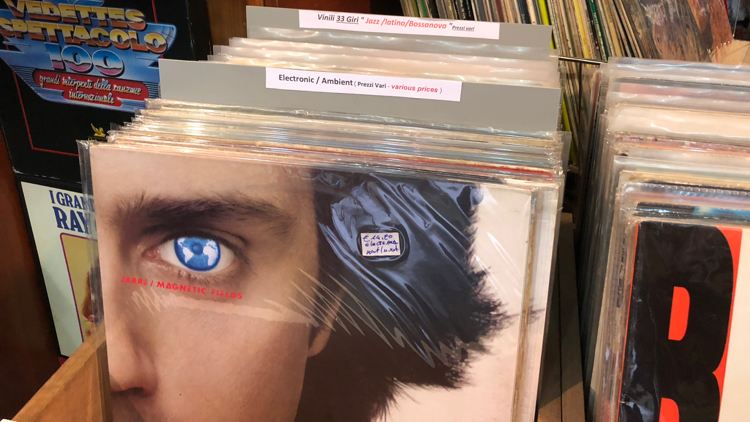 VEDETTES
SPETTACOLO
100
grandi interpreti della canzone
internazionale
Vinili 33 Giri " Jazz /latino/Bossanova " Prezzi vari
Electronic / Ambient ( Prezzi Vari - various prices )
I GRA
RAY
JARRE / MAGNETIC FIELDS
B